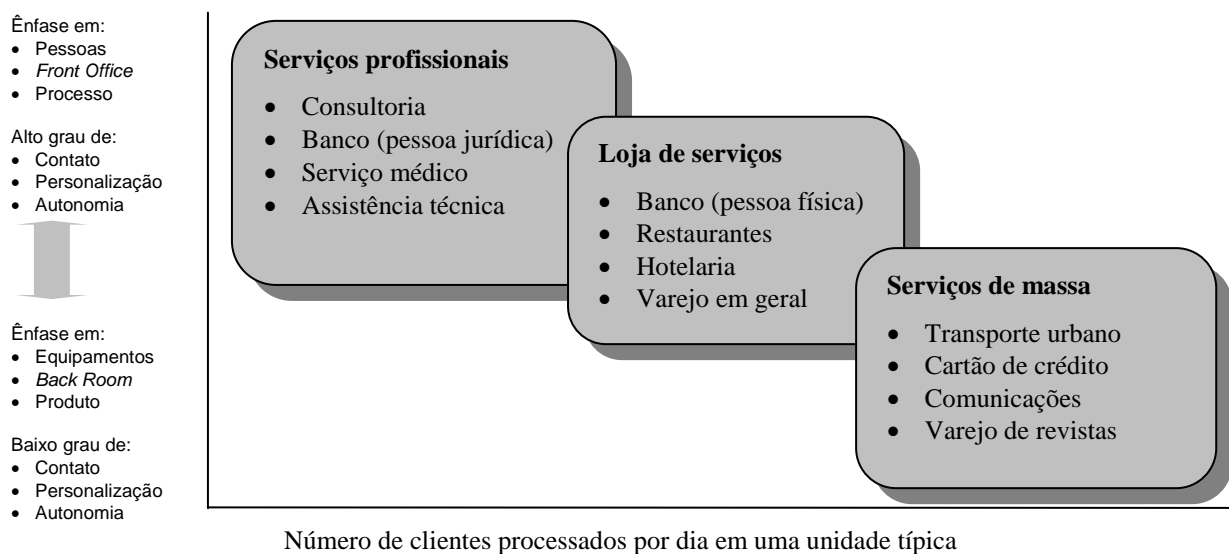 Ênfase em:
• Pessoas
• Front Office
• Processo
Alto grau de:
• Contato
• Personalização
• Autonomia
Ênfase em:
• Equipamentos
• Back Room
• Produto
Baixo grau de:
• Contato
• Personalização
• Autonomia
Serviços profissionais
• Consultoria
• Banco (pessoa jurídica)
• Serviço médico
• Assistência técnica
Loja de serviços
• Banco (pessoa física)
• Restaurantes
• Hotelaria
• Varejo em geral
Serviços de massa
• Transporte urbano
• Cartão de crédito
• Comunicações
• Varejo de revistas
Número de clientes processados por dia em uma unidade típica